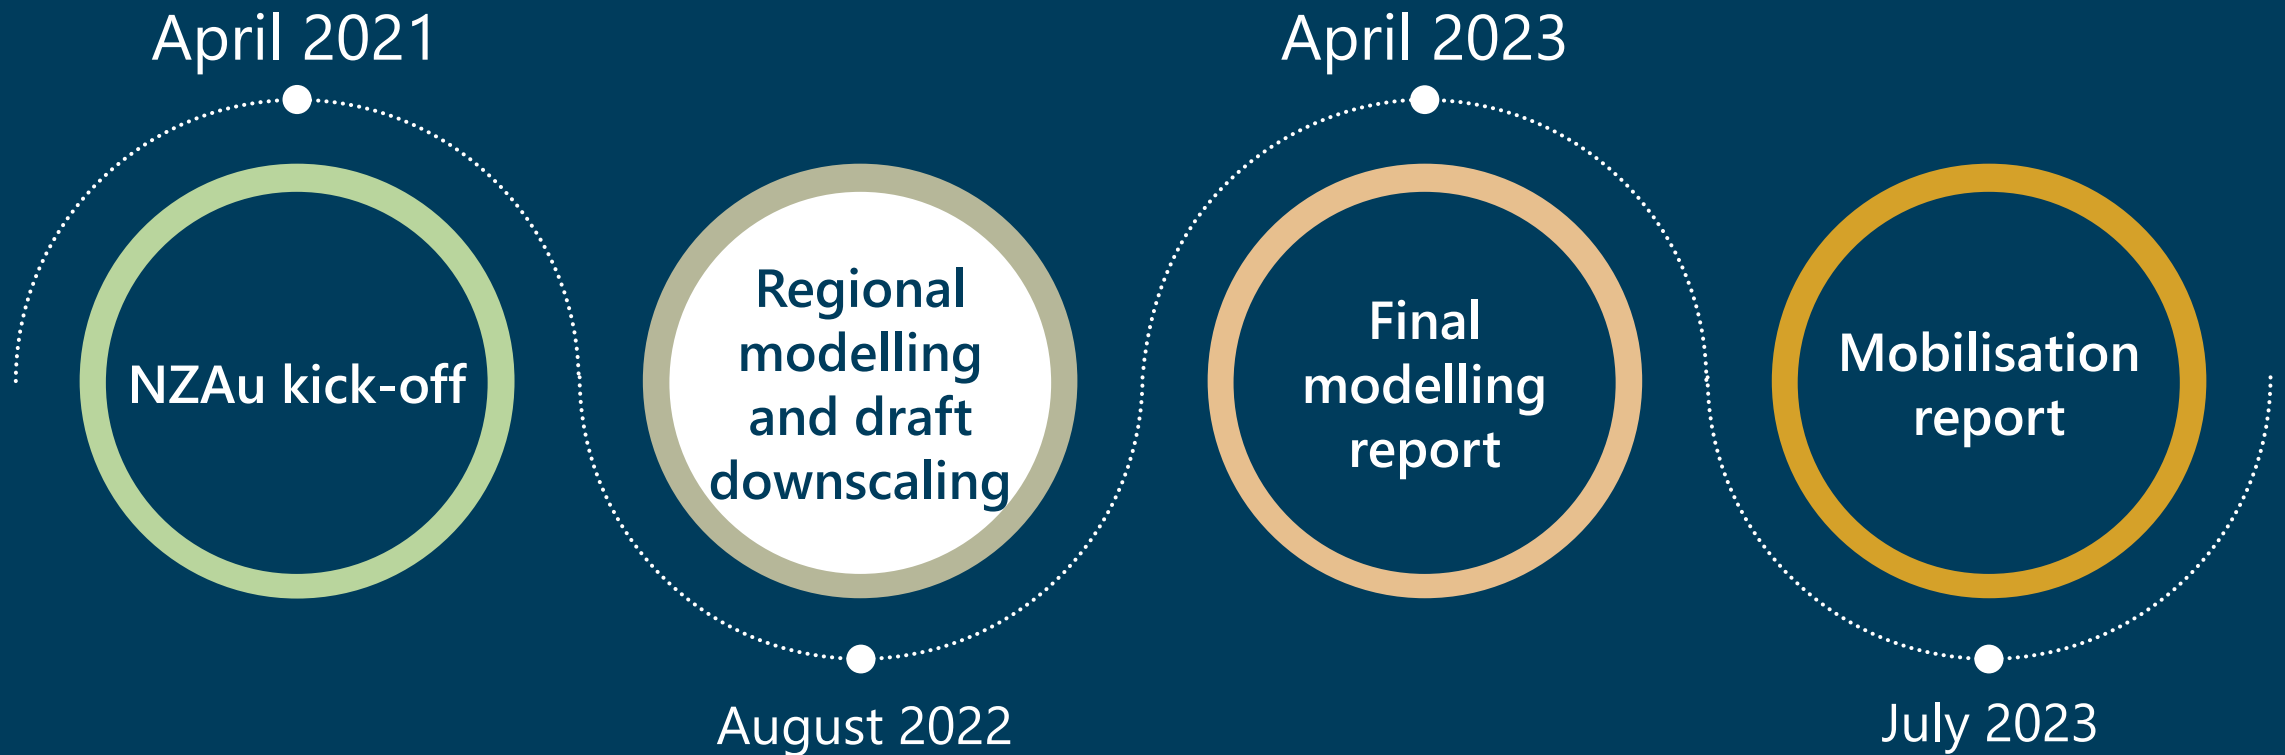 April 2021
NZAu kick-off
Regional
modelling
and draft
downscaling
August 2022
April 2023
Final
modelling
report
Mobilisation
report
July 2023